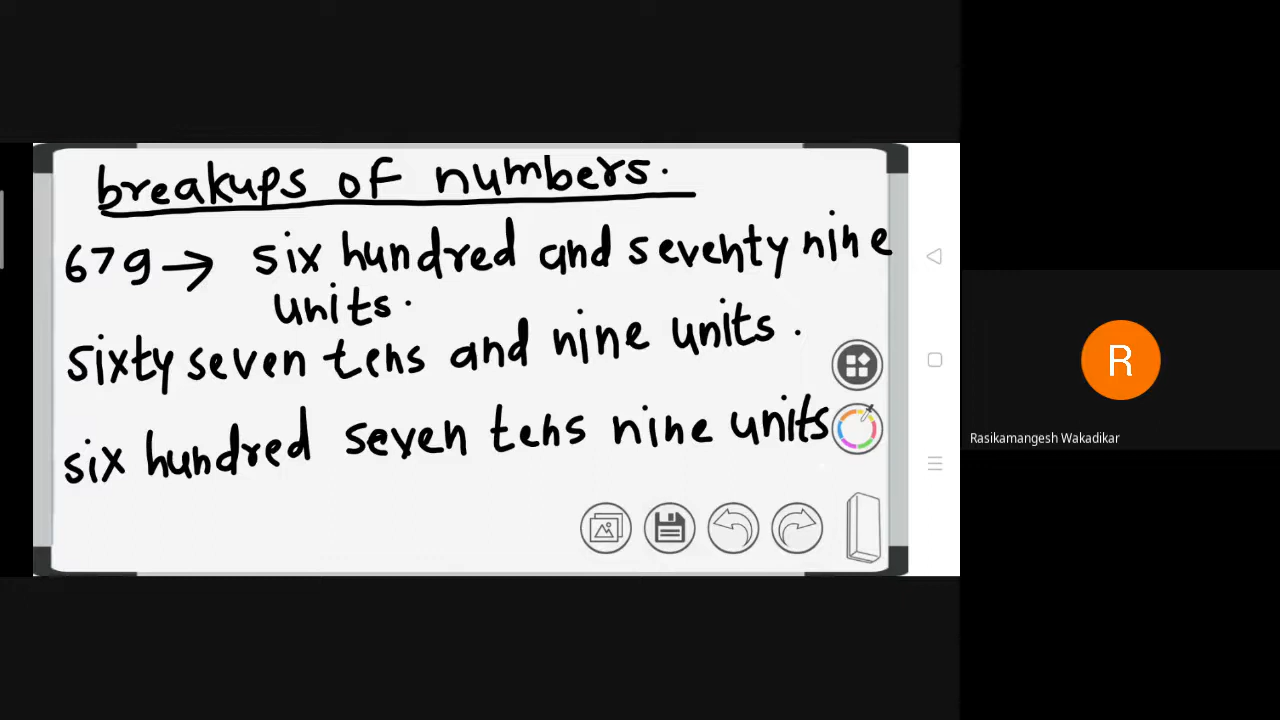 breakups of numbers.
679 → six hundred and seventy nine
units.
sixty seven tens and nine units.
six hundred seven tens nine units
R
Rasikamangesh Wakadikar